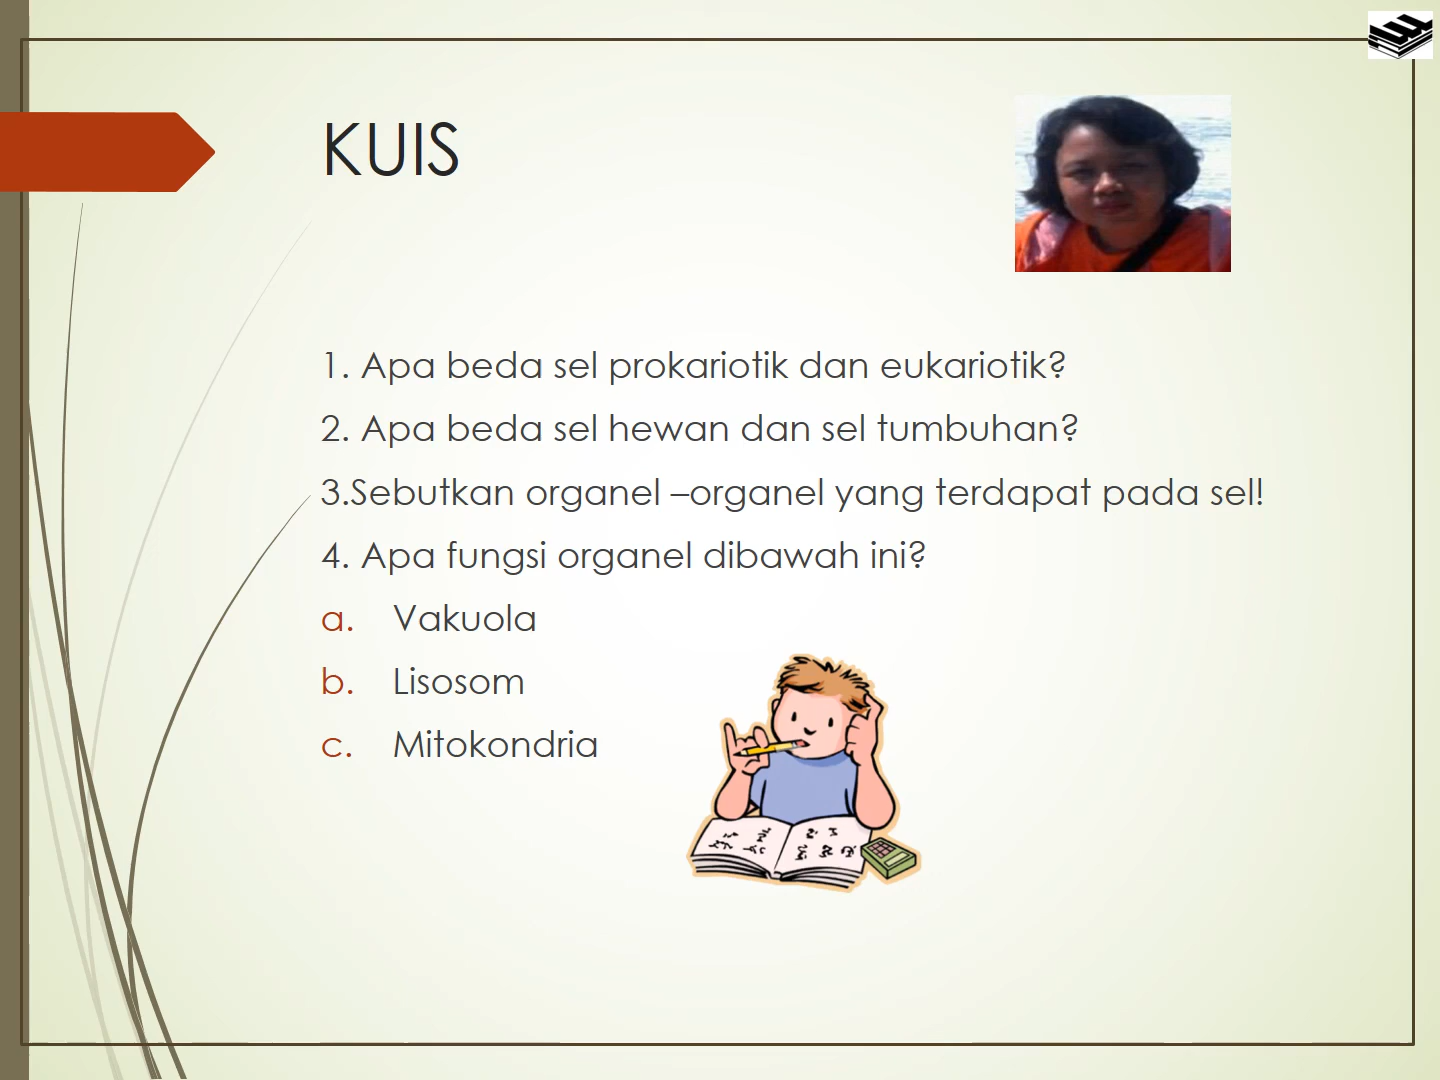 KUIS
1. Apa beda sel prokariotik dan eukariotik?
2. Apa beda sel hewan dan sel tumbuhan?
3.Sebutkan organel –organel yang terdapat pada sel!
4. Apa fungsi organel dibawah ini?
a. Vakuola
b. Lisosom
c. Mitokondria